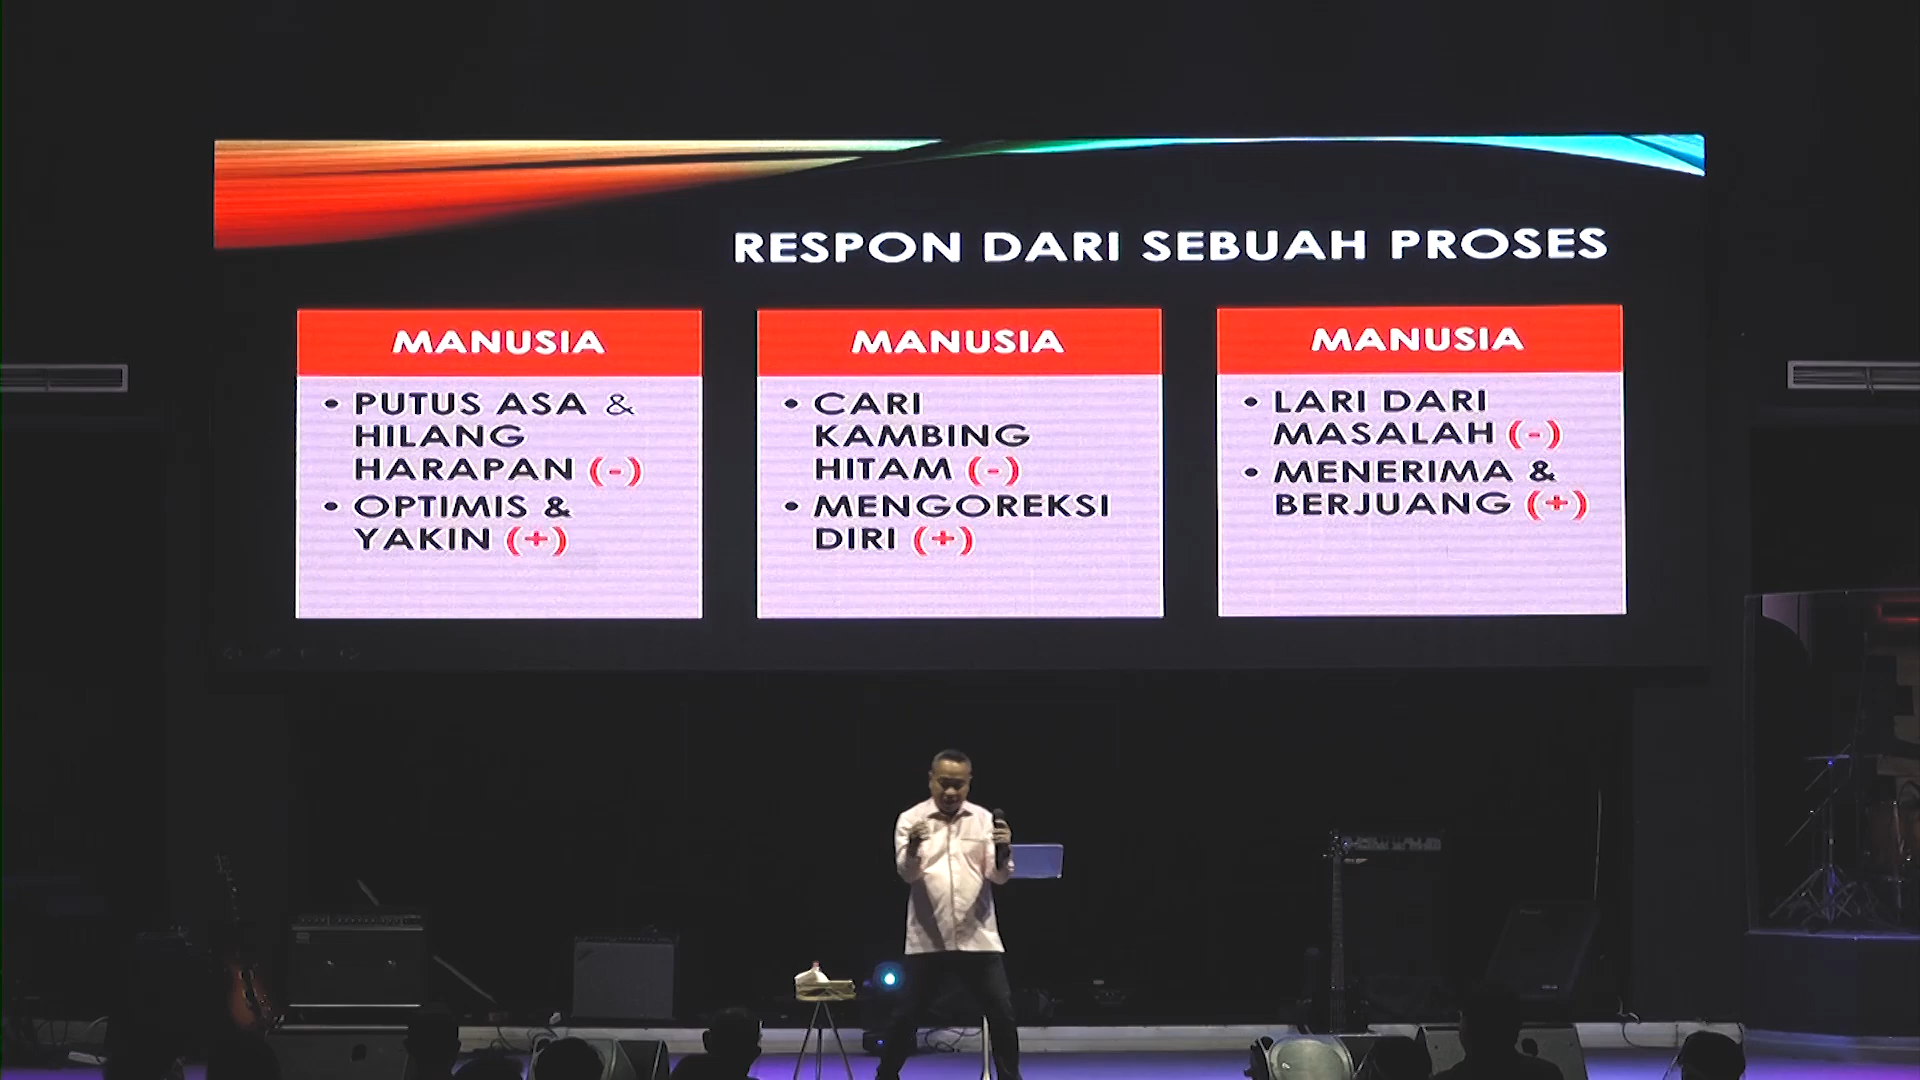 RESPON DARI SEBUAH PROSES
MANUSIA
• PUTUS ASA &
HILANG
HARAPAN (-)
• OPTIMIS &
YAKIN (+)
MANUSIA
• CARI
KAMBING
HITAM (-)
• MENGOREKSI
DIRI (+)
MANUSIA
• LARI DARI
MASALAH (-)
• MENERIMA &
BERJUANG (+)